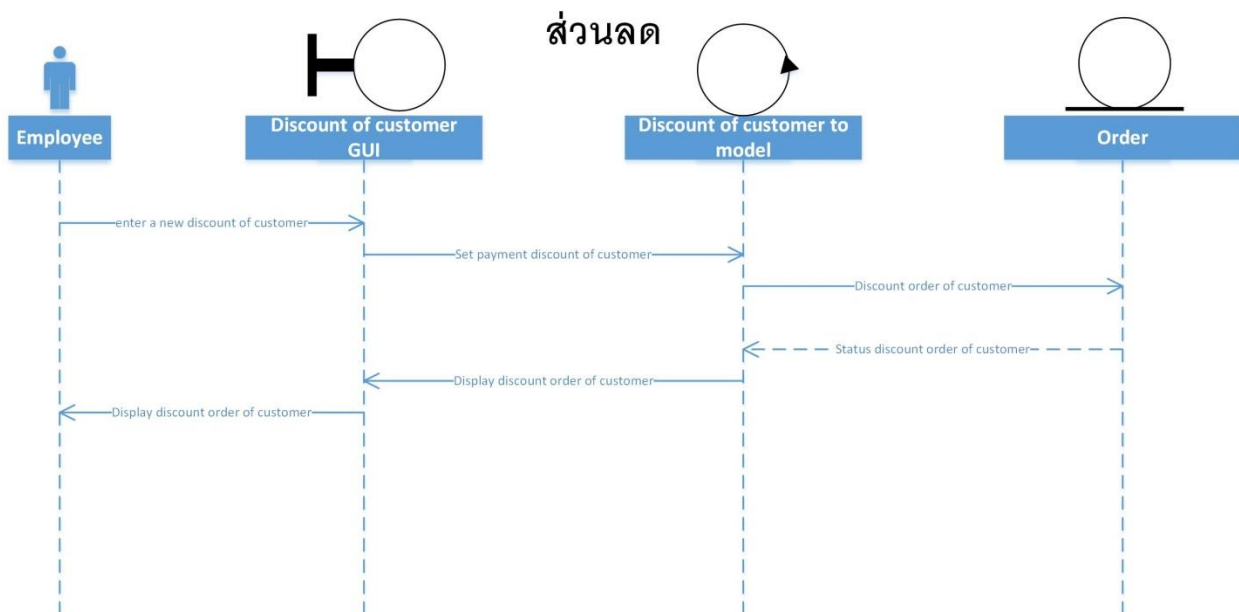 ส่วนลด
Employee
Discount of customer
GUI
Discount of customer to
model
Order
enter a new discount of customer
Set payment discount of customer
Discount order of customer
Status discount order of customer
Display discount order of customer
Display discount order of customer